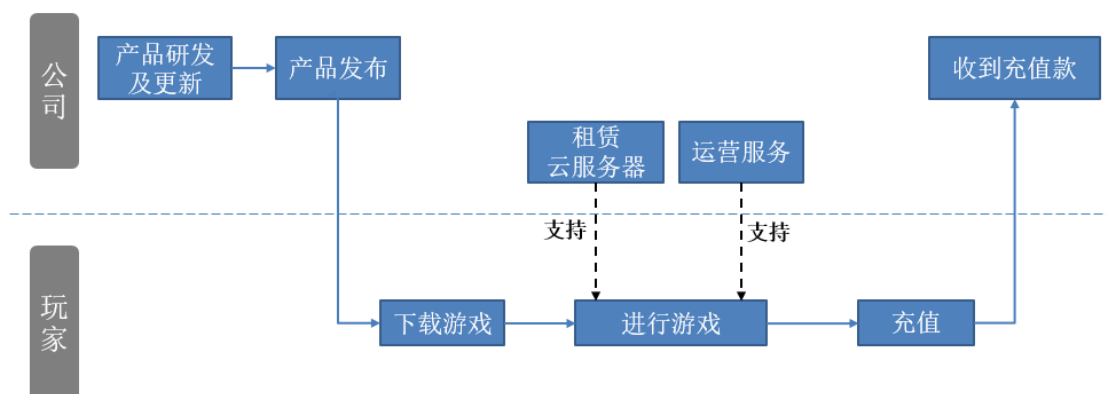 公司
产品研发
及更新
产品发布
收到充值款
租赁
云服务器
运营服务
支持
支持
玩家
下载游戏
进行游戏
充值